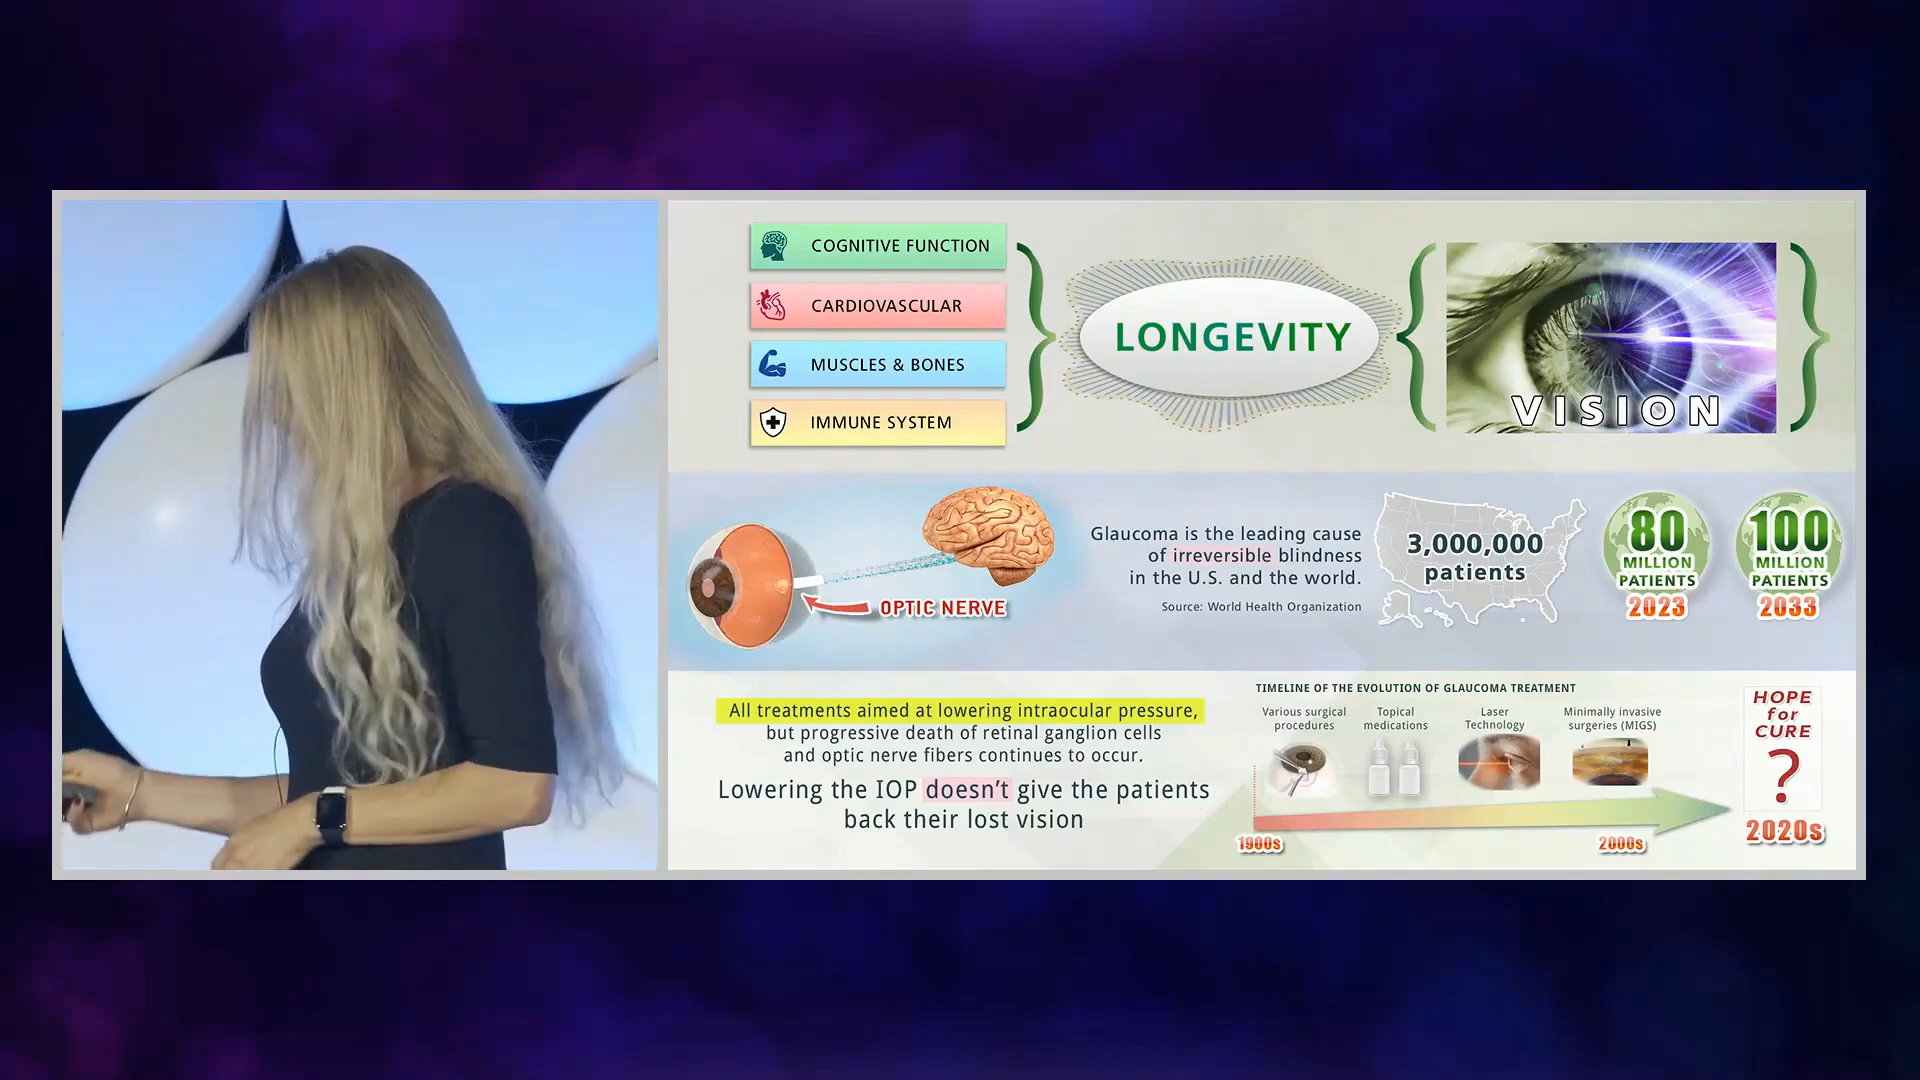 COGNITIVE FUNCTION
CARDIOVASCULAR
MUSCLES & BONES
IMMUNE SYSTEM
LONGEVITY
VISION
OPTIC NERVE
Glaucoma is the leading cause
of irreversible blindness
in the U.S. and the world.
Source: World Health Organization
3,000,000
patients
80
MILLION
PATIENTS
2023
100
MILLION
PATIENTS
2033
All treatments aimed at lowering intraocular pressure,
but progressive death of retinal ganglion cells
and optic nerve fibers continues to occur.
Lowering the IOP doesn't give the patients
back their lost vision
TIMELINE OF THE EVOLUTION OF GLAUCOMA TREATMENT
Various surgical
procedures
Topical
medications
Laser
Technology
Minimally invasive
surgeries (MIGS)
1900s
2000s
HOPE
for
CURE
?
2020s